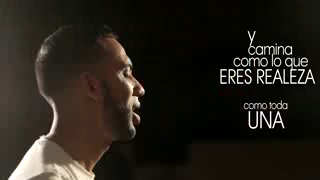 y
camina
como lo que
ERES REALEZA
como toda
UNA